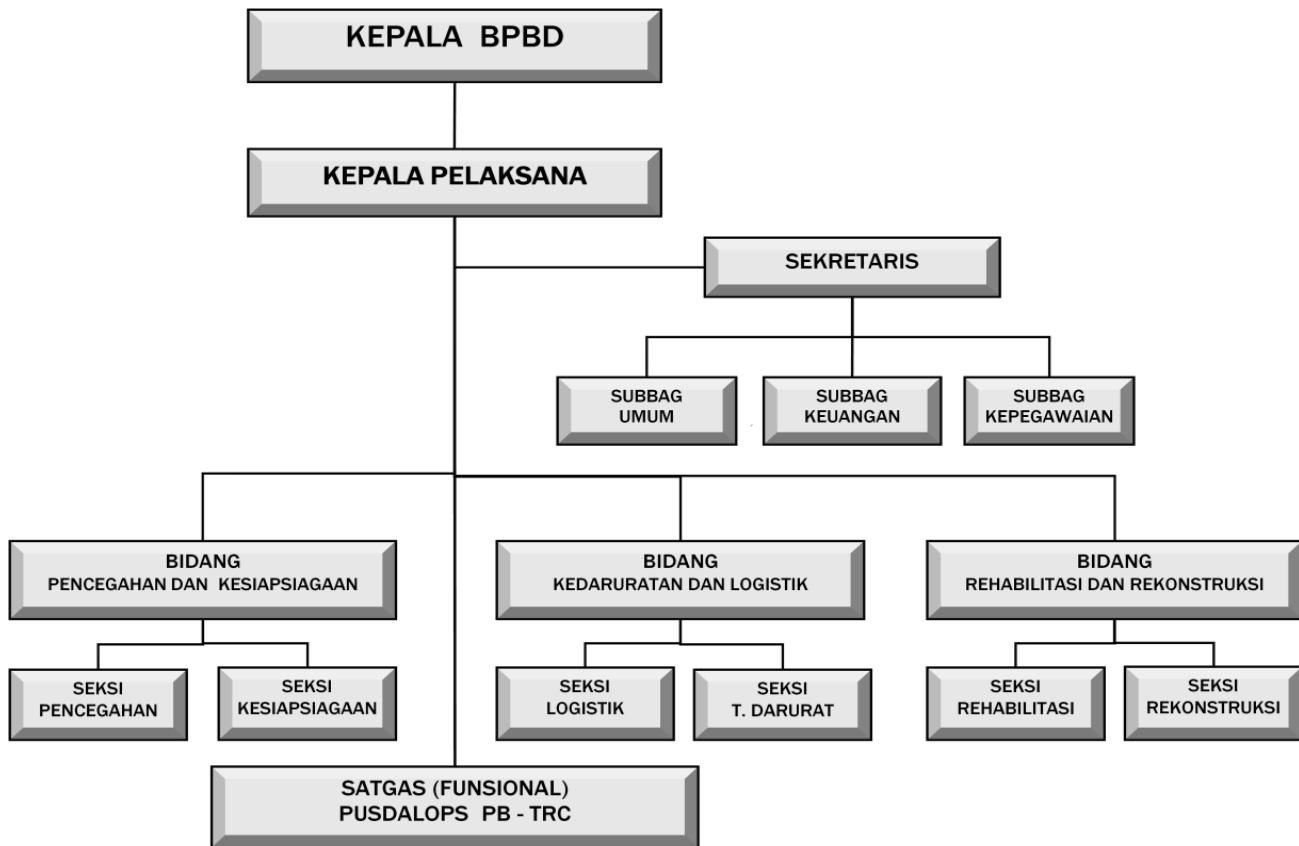 KEPALA BPBD
KEPALA PELAKSANA
SEKRETARIS
SUBBAG
UMUM
SUBBAG
KEUANGAN
SUBBAG
KEPEGAWAIAN
BIDANG
PENCEGAHAN DAN KESIAPSIAGAAN
BIDANG
KEDARURATAN DAN LOGISTIK
BIDANG
REHABILITASI DAN REKONSTRUKSI
SEKSI
PENCEGAHAN
SEKSI
KESIAPSIAGAAN
SEKSI
LOGISTIK
SEKSI
T. DARURAT
SEKSI
REHABILITASI
SEKSI
REKONSTRUKSI
SATGAS (FUNSIONAL)
PUSDALOPS PB - TRC